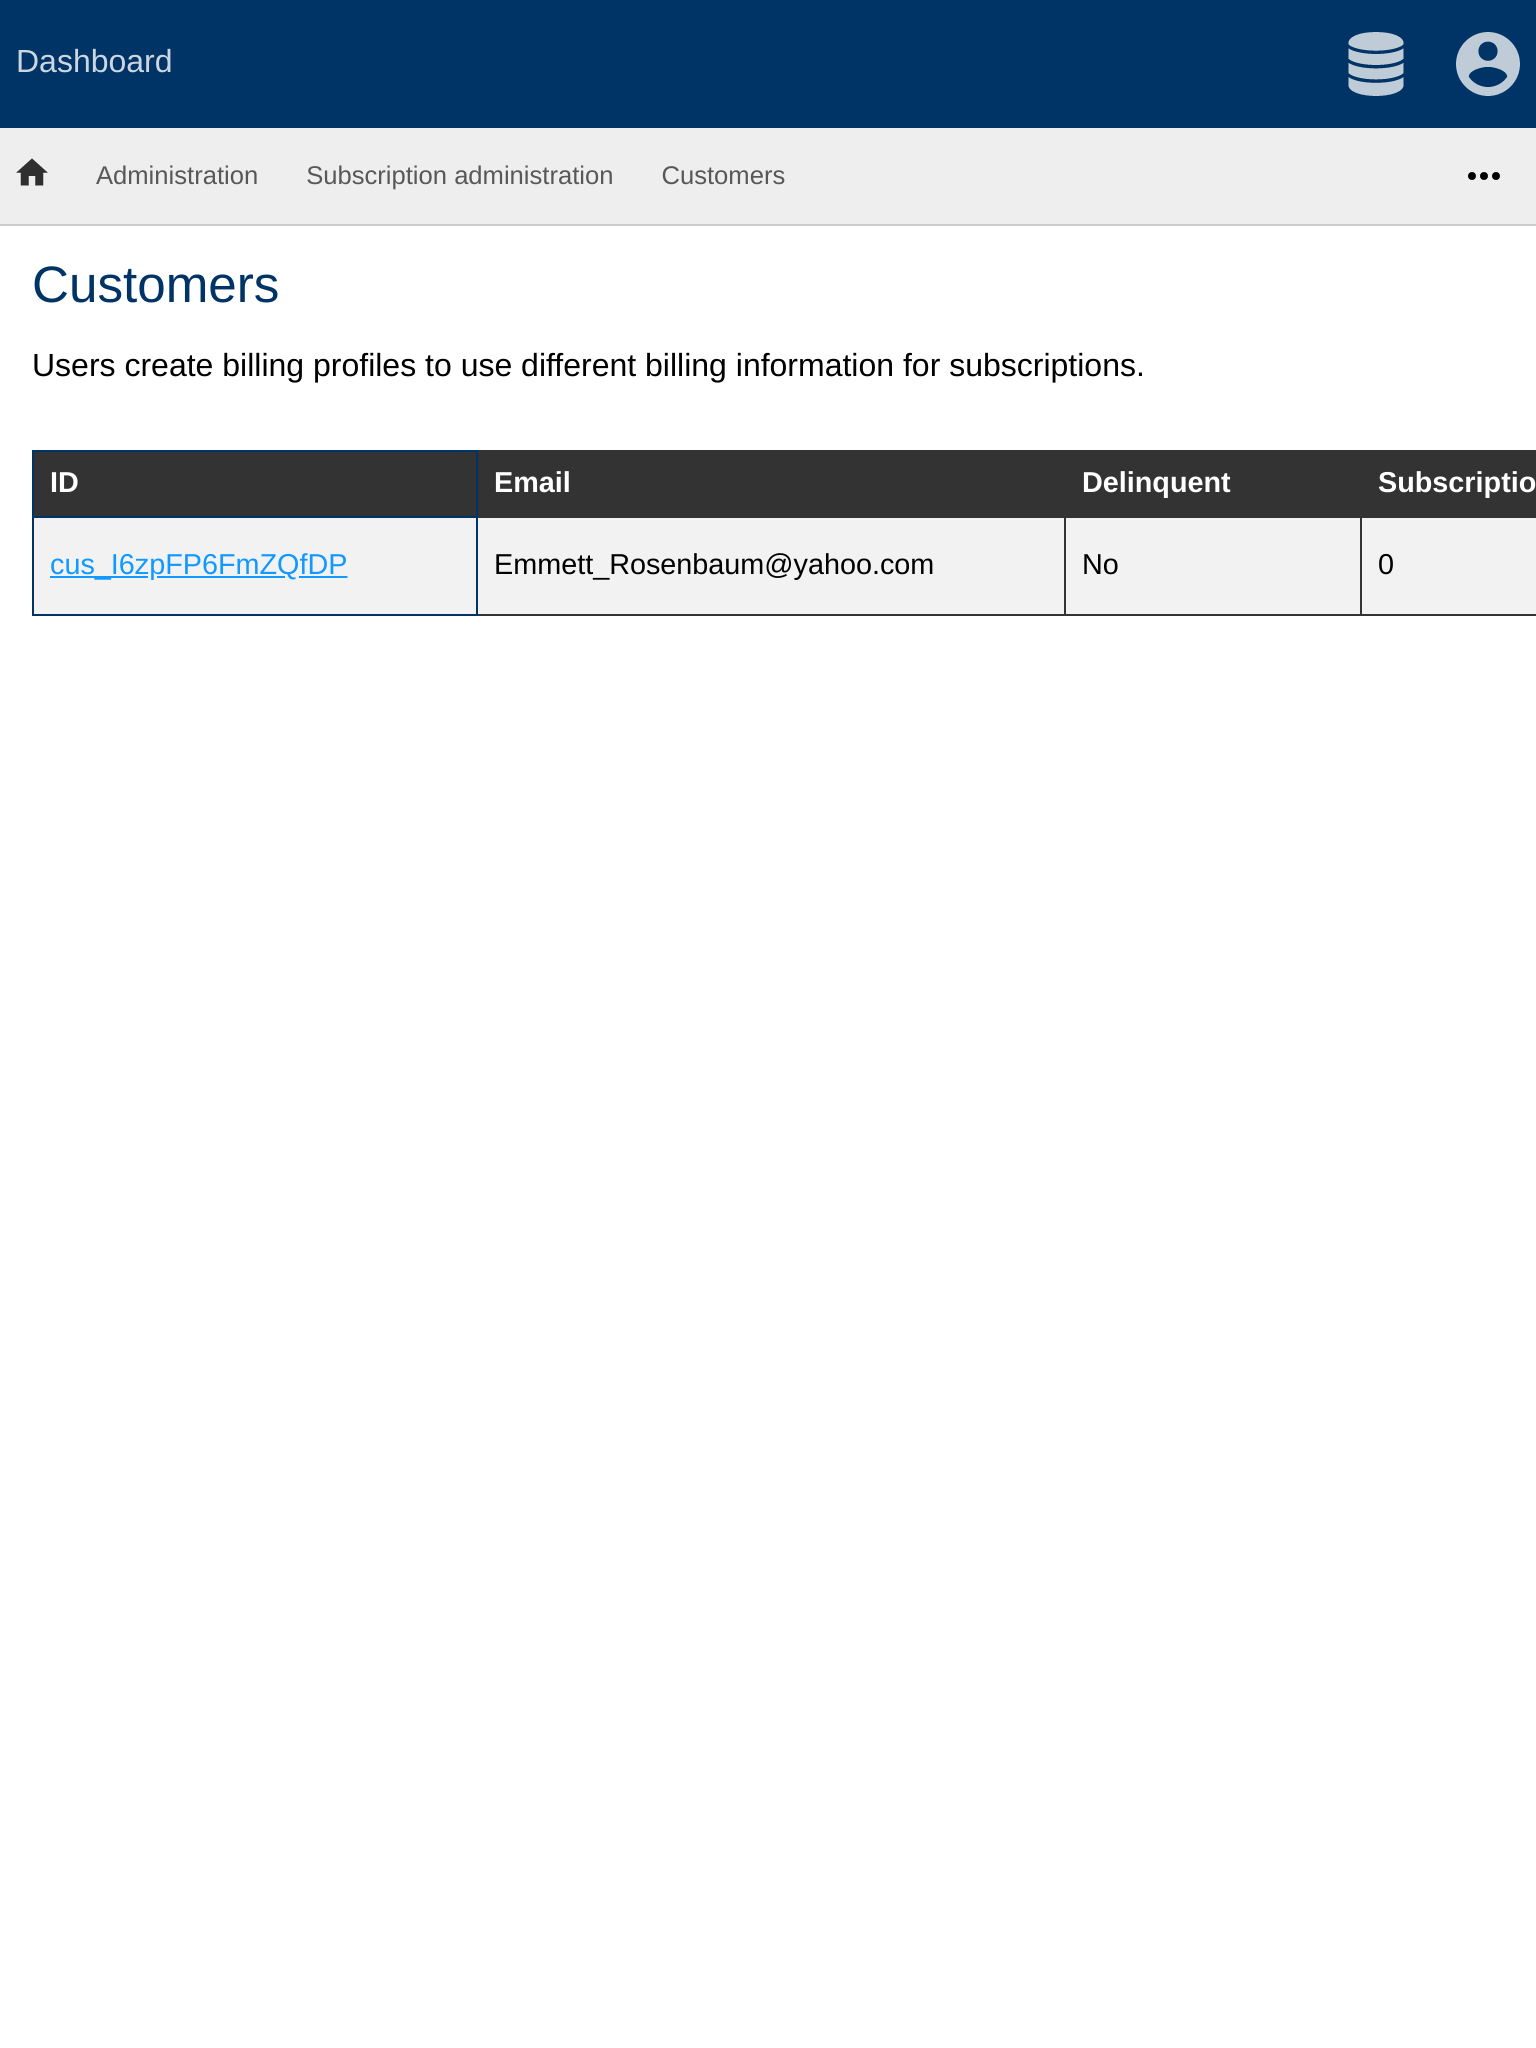 Dashboard
Administration Subscription administration Customers
Customers
Users create billing profiles to use different billing information for subscriptions.
ID Email Delinquent Subscriptio
cus_I6zpFP6FmZQfDP Emmett_Rosenbaum@yahoo.com No 0